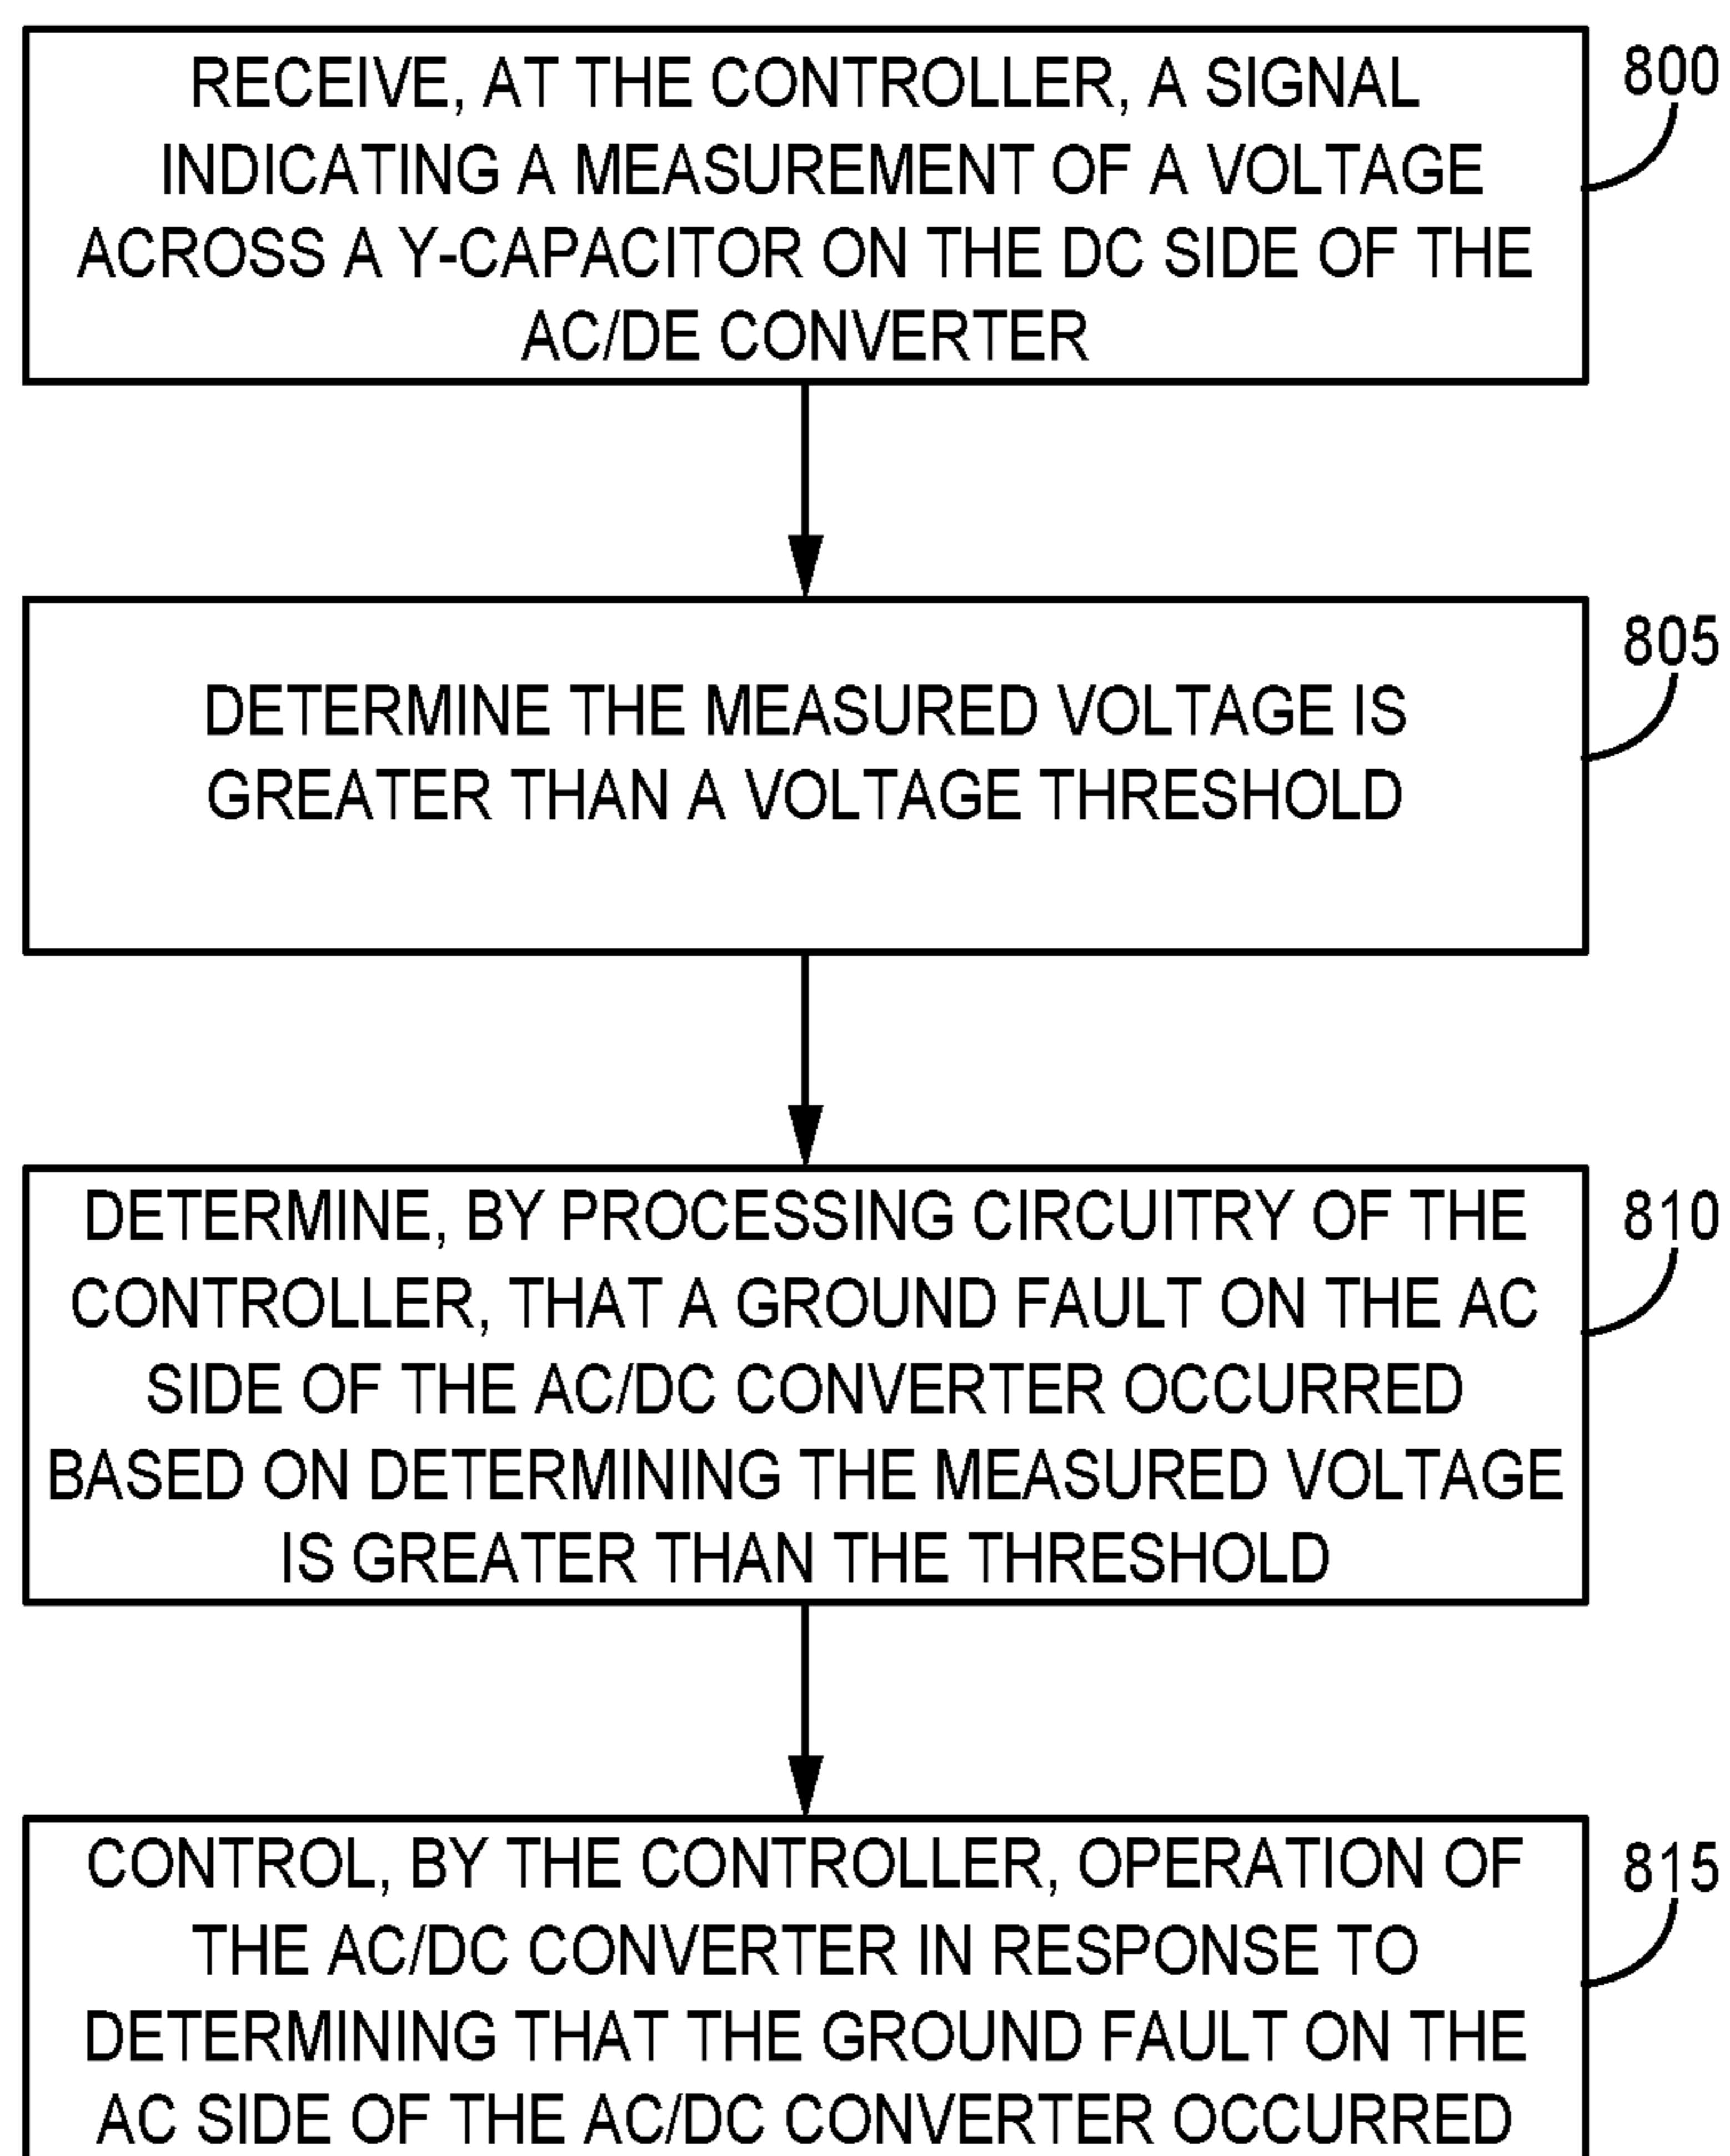 RECEIVE, AT THE CONTROLLER, A SIGNAL
INDICATING A MEASUREMENT OF A VOLTAGE
ACROSS A Y-CAPACITOR ON THE DC SIDE OF THE
AC/DE CONVERTER
800
DETERMINE THE MEASURED VOLTAGE IS
GREATER THAN A VOLTAGE THRESHOLD
805
DETERMINE, BY PROCESSING CIRCUITRY OF THE
CONTROLLER, THAT A GROUND FAULT ON THE AC
SIDE OF THE AC/DC CONVERTER OCCURRED
BASED ON DETERMINING THE MEASURED VOLTAGE
IS GREATER THAN THE THRESHOLD
810
CONTROL, BY THE CONTROLLER, OPERATION OF
THE AC/DC CONVERTER IN RESPONSE TO
DETERMINING THAT THE GROUND FAULT ON THE
AC SIDE OF THE AC/DC CONVERTER OCCURRED
815